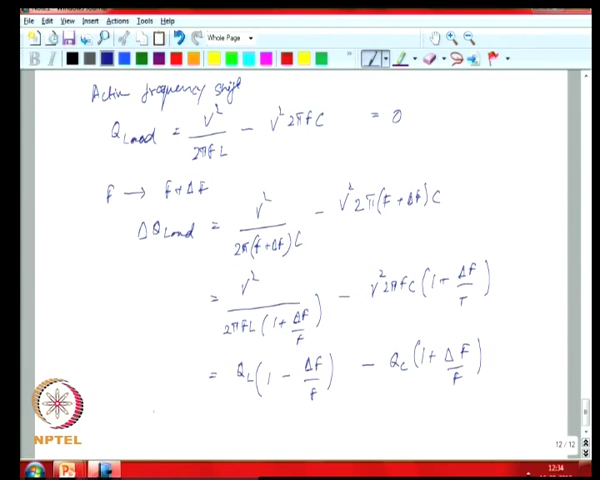 File Edit View Insert Actions Tools Help
Whole Page
Active frequency shift
Q_Load = V²/2πfL - V²2πfC = 0
f → f+Δf
ΔQ_Load = V²/2π(f+Δf)L - V²2π(f+Δf)C
= V²/2πfL(1+Δf/f) - V²2πfC(1+Δf/f)
= Q_L(1-Δf/f) - Q_C(1+Δf/f)
NPTEL
12 / 12
12:34